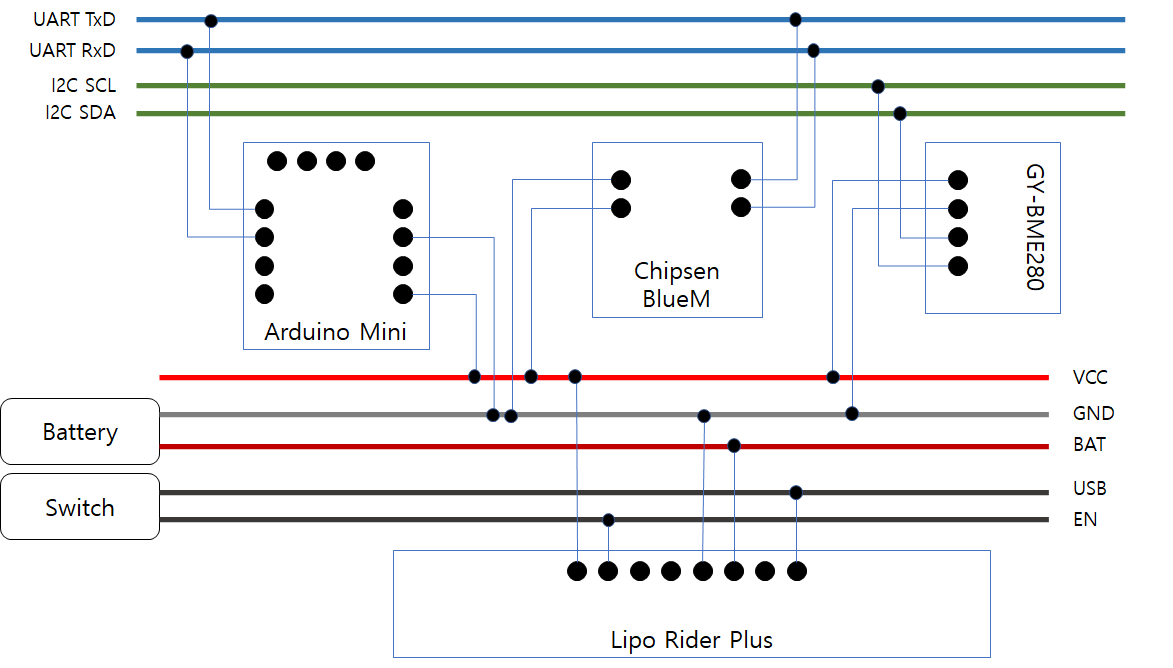 UART TxD
UART RxD
I2C SCL
I2C SDA
GY-BME280
Chipsen
BlueM
Arduino Mini
VCC
GND
Battery
BAT
USB
Switch
EN
Lipo Rider Plus